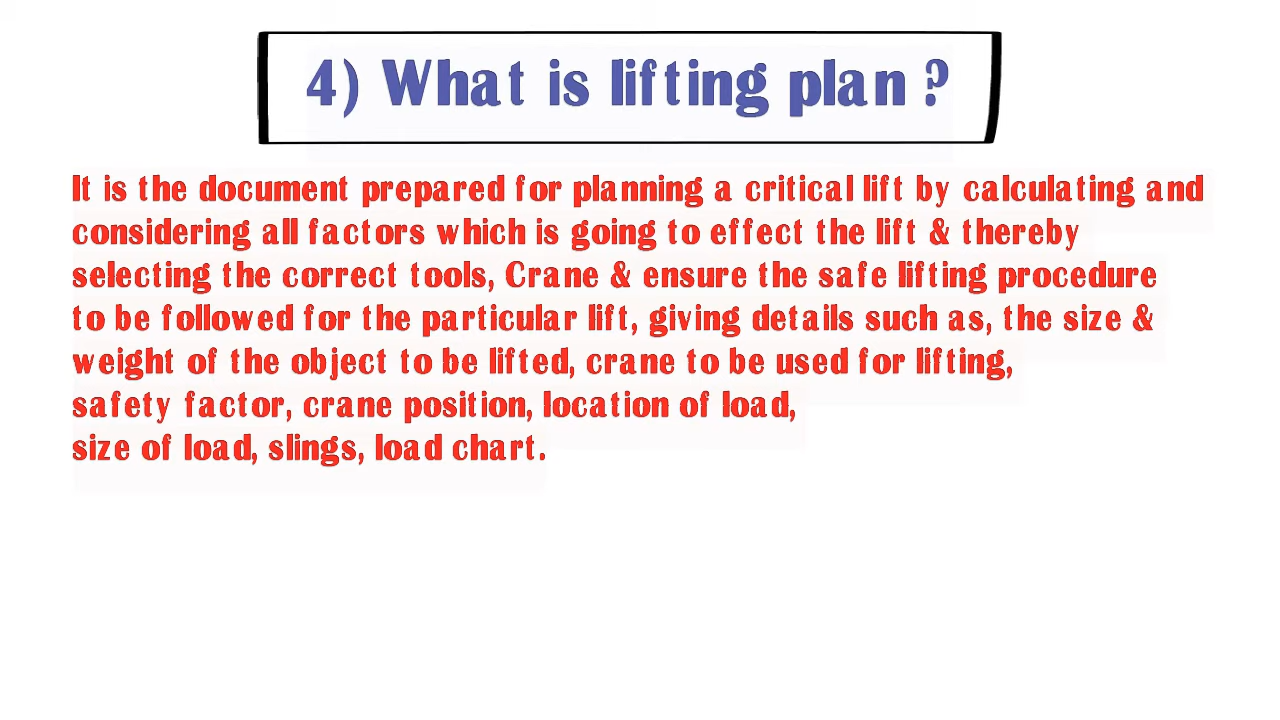 4) What is lifting plan ?
It is the document prepared for planning a critical lift by calculating and
considering all factors which is going to effect the lift & thereby
selecting the correct tools, Crane & ensure the safe lifting procedure
to be followed for the particular lift, giving details such as, the size &
weight of the object to be lifted, crane to be used for lifting,
safety factor, crane position, location of load,
size of load, slings, load chart.